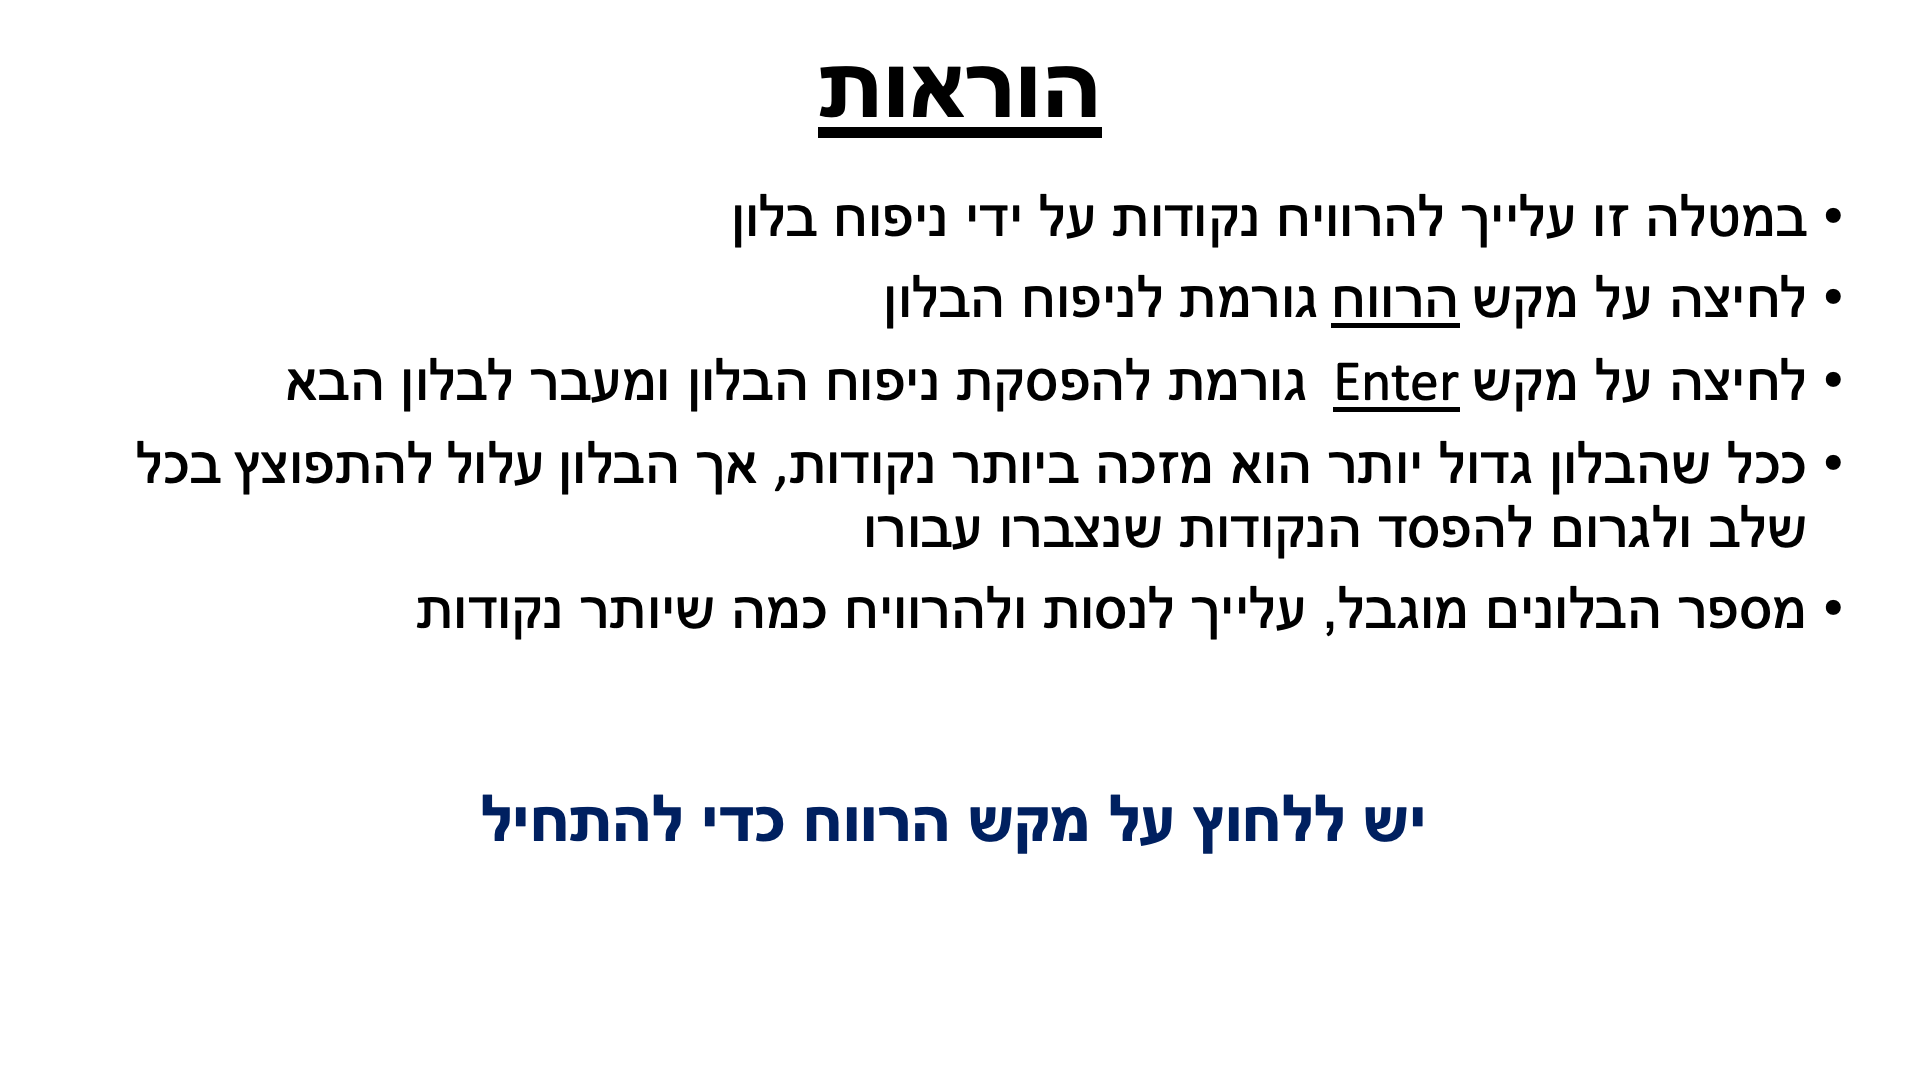 הוראות
• במטלה זו עלייך להרוויח נקודות על ידי ניפוח בלון
• לחיצה על מקש הרווח גורמת לניפוח הבלון
• לחיצה על מקש Enter גורמת להפסקת ניפוח הבלון ומעבר לבלון הבא
• ככל שהבלון גדול יותר הוא מזכה ביותר נקודות, אך הבלון עלול להתפוצץ בכל
שלב ולגרום להפסד הנקודות שנצברו עבורו
• מספר הבלונים מוגבל, עלייך לנסות ולהרוויח כמה שיותר נקודות
יש ללחוץ על מקש הרווח כדי להתחיל